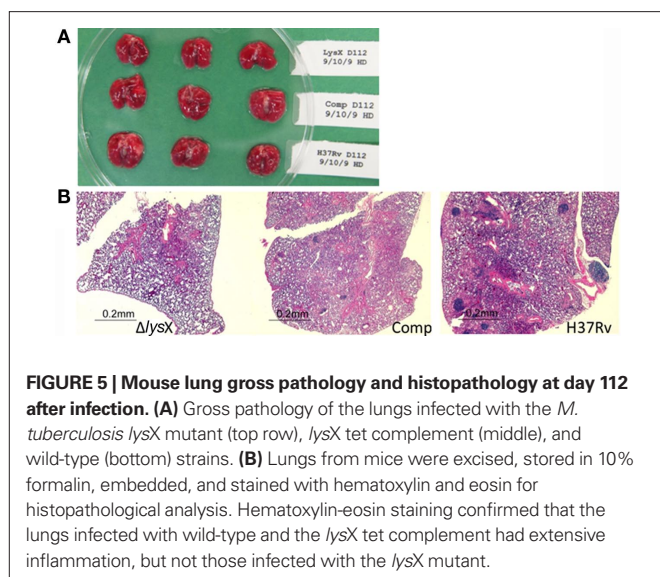 A
LysX D112
9/10/9 HD
Comp D112
9/10/9 HD
H37Rv D112
9/10/9 HD
B
0.2mm
ΔlysX
0.2mm
Comp
0.2mm
H37Rv
FIGURE 5 | Mouse lung gross pathology and histopathology at day 112
after infection. (A) Gross pathology of the lungs infected with the M.
tuberculosis lysX mutant (top row), lysX tet complement (middle), and
wild-type (bottom) strains. (B) Lungs from mice were excised, stored in 10%
formalin, embedded, and stained with hematoxylin and eosin for
histopathological analysis. Hematoxylin-eosin staining confirmed that the
lungs infected with wild-type and the lysX tet complement had extensive
inflammation, but not those infected with the lysX mutant.